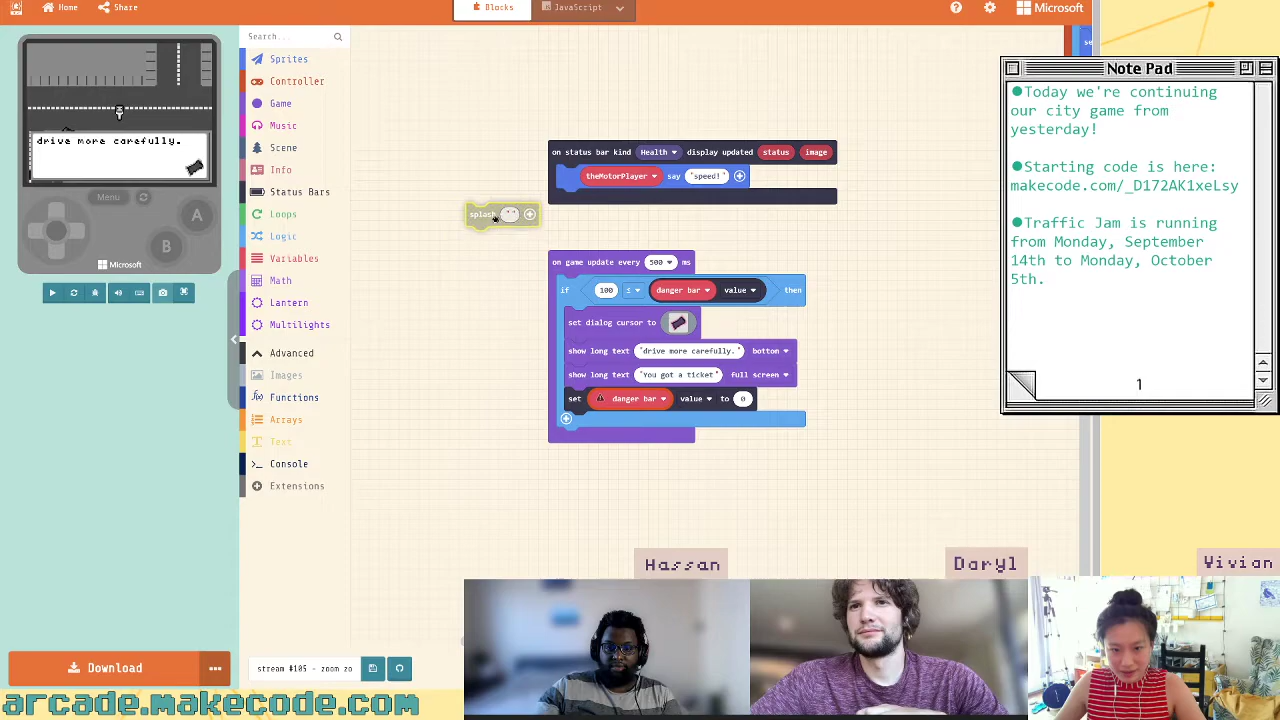 Home
Share
Blocks
JavaScript
Microsoft
drive more carefully.
Menu
A
B
Microsoft
Search...
Sprites
Controller
Game
Music
Scene
Info
Status Bars
Loops
Logic
Variables
Math
Lantern
Multilights
Advanced
Images
Functions
Arrays
Text
Console
Extensions
on status bar kind Health display updated status image
theMotorPlayer say "speed!"
splash " "
on game update every 500 ms
if 100 ≤ danger bar value then
set dialog cursor to
show long text "drive more carefully." bottom
show long text "You got a ticket" full screen
set danger bar value to 0
Note Pad
●Today we're continuing
our city game from
yesterday!
●Starting code is here:
makecode.com/_D172AK1xeLsy
●Traffic Jam is running
from Monday, September
14th to Monday, October
5th.
1
Hassan
Daryl
Vivian
Download
stream #105 - zoom zo
arcade.makecode.com